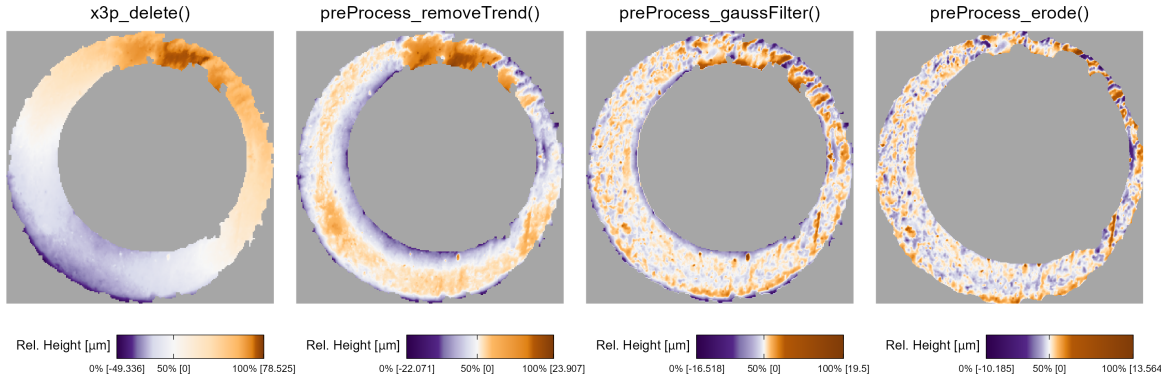 x3p_delete() preProcess_removeTrend() preProcess_gaussFilter() preProcess_erode()
Rel. Height [µm] Rel. Height [µm] Rel. Height [µm] Rel. Height [µm]
0% [-49.336] 50% [0] 100% [78.525] 0% [-22.071] 50% [0] 100% [23.907] 0% [-16.518] 50% [0] 100% [19.5] 0% [-10.185] 50% [0] 100% [13.564